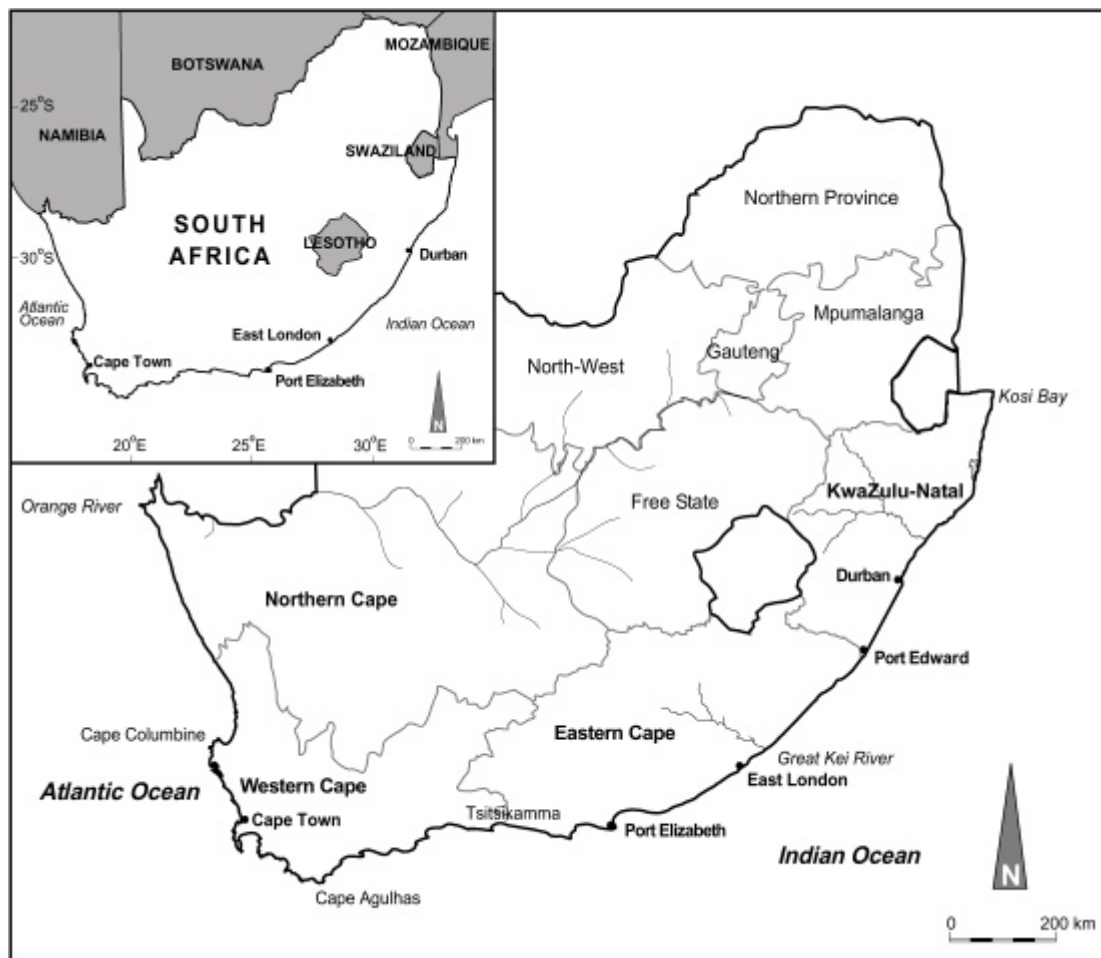 MOZAMBIQUE
BOTSWANA
25°S
NAMIBIA
SWAZILAND
SOUTH
AFRICA
LESOTHO
30°S
Durban
Atlantic
Ocean
Indian Ocean
East London
Cape Town
Port Elizabeth
N
0 200 km
20°E 25°E 30°E
Northern Province
Mpumalanga
Gauteng
North-West
Kosi Bay
KwaZulu-Natal
Free State
Orange River
Durban
Northern Cape
Port Edward
Eastern Cape
Cape Columbine
Great Kei River
East London
Western Cape
Atlantic Ocean
Tsitsikamma
Cape Town
Port Elizabeth
Indian Ocean
N
Cape Agulhas
0 200 km